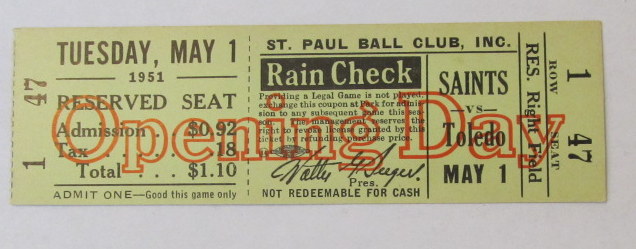 47
1
TUESDAY, MAY 1
1951
RESERVED SEAT
Admission . . $0.92
Tax . . . . 18
Total . . . $1.10
ADMIT ONE—Good this game only
ST. PAUL BALL CLUB, INC.
Rain Check
Providing a Legal Game is not played
exchange this coupon at Park for admis-
sion to any subsequent game this sea-
son. The management reserves the
right to revoke license granted by this
ticket by refunding purchase price.
Pres.
NOT REDEEMABLE FOR CASH
SAINTS
—vs—
Toledo
MAY 1
RES. Right Field
ROW
1
SEAT
47
Opening Day